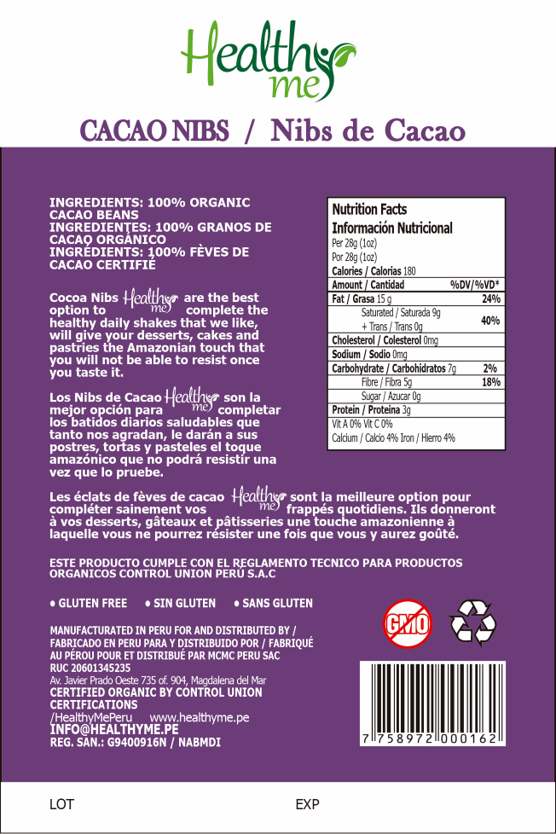 Healthy
me
CACAO NIBS / Nibs de Cacao
INGREDIENTS: 100% ORGANIC
CACAO BEANS
INGREDIENTES: 100% GRANOS DE
CACAO ORGÁNICO
INGRÉDIENTS: 100% FÈVES DE
CACAO CERTIFIÉ
Cocoa Nibs Healthy me are the best
option to complete the
healthy daily shakes that we like,
will give your desserts, cakes and
pastries the Amazonian touch that
you will not be able to resist once
you taste it.
Los Nibs de Cacao Healthy me son la
mejor opción para completar
los batidos diarios saludables que
tanto nos agradan, le darán a sus
postres, tortas y pasteles el toque
amazónico que no podrá resistir una
vez que lo pruebe.
Nutrition Facts
Información Nutricional
Per 28g (1oz)
Por 28g (1oz)
Calories / Calorias 180
Amount / Cantidad %DV/%VD*
Fat / Grasa 15 g 24%
Saturated / Saturada 9g
+ Trans / Trans 0g 40%
Cholesterol / Colesterol 0mg
Sodium / Sodio 0mg
Carbohydrate / Carbohidratos 7g 2%
Fibre / Fibra 5g 18%
Sugar / Azucar 0g
Protein / Proteina 3g
Vit A 0% Vit C 0%
Calcium / Calcio 4% Iron / Hierro 4%
Les éclats de fèves de cacao Healthy me sont la meilleure option pour
compléter sainement vos frappés quotidiens. Ils donneront
à vos desserts, gâteaux et pâtisseries une touche amazonienne à
laquelle vous ne pourrez résister une fois que vous y aurez goûté.
ESTE PRODUCTO CUMPLE CON EL REGLAMENTO TECNICO PARA PRODUCTOS
ORGANICOS CONTROL UNION PERÚ S.A.C
• GLUTEN FREE • SIN GLUTEN • SANS GLUTEN
MANUFACTURATED IN PERU FOR AND DISTRIBUTED BY /
FABRICADO EN PERU PARA Y DISTRIBUIDO POR / FABRIQUÉ
AU PÉROU POUR ET DISTRIBUÉ PAR MCMC PERU SAC
RUC 20601345235
Av. Javier Prado Oeste 735 of. 904, Magdalena del Mar
CERTIFIED ORGANIC BY CONTROL UNION
CERTIFICATIONS
/HealthyMePeru www.healthyme.pe
INFO@HEALTHYME.PE
REG. SAN.: G9400916N / NABMDI
GMO
7 758972 000162
LOT EXP